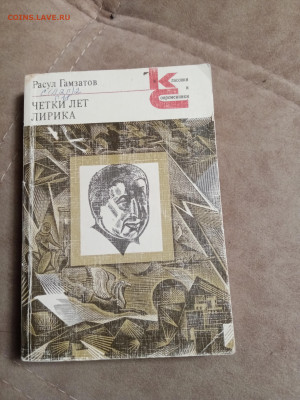 COINS.LAVE.RU
Расул Гамзатов
ЧЕТКИ ЛЕТ
ЛИРИКА
К
Классики
и
С
современники